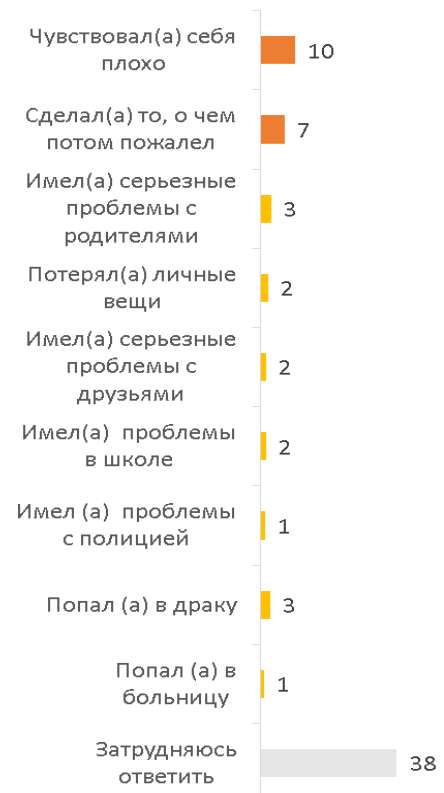 Чувствовал(а) себя
плохо
10
Сделал(а) то, о чем
потом пожалел
7
Имел(а) серьезные
проблемы с
родителями
3
Потерял(а) личные
вещи
2
Имел(а) серьезные
проблемы с
друзьями
2
Имел(а)  проблемы
в школе
2
Имел (а)  проблемы
с полицией
1
Попал (а) в драку
3
Попал (а) в
больницу
1
Затрудняюсь
ответить
38